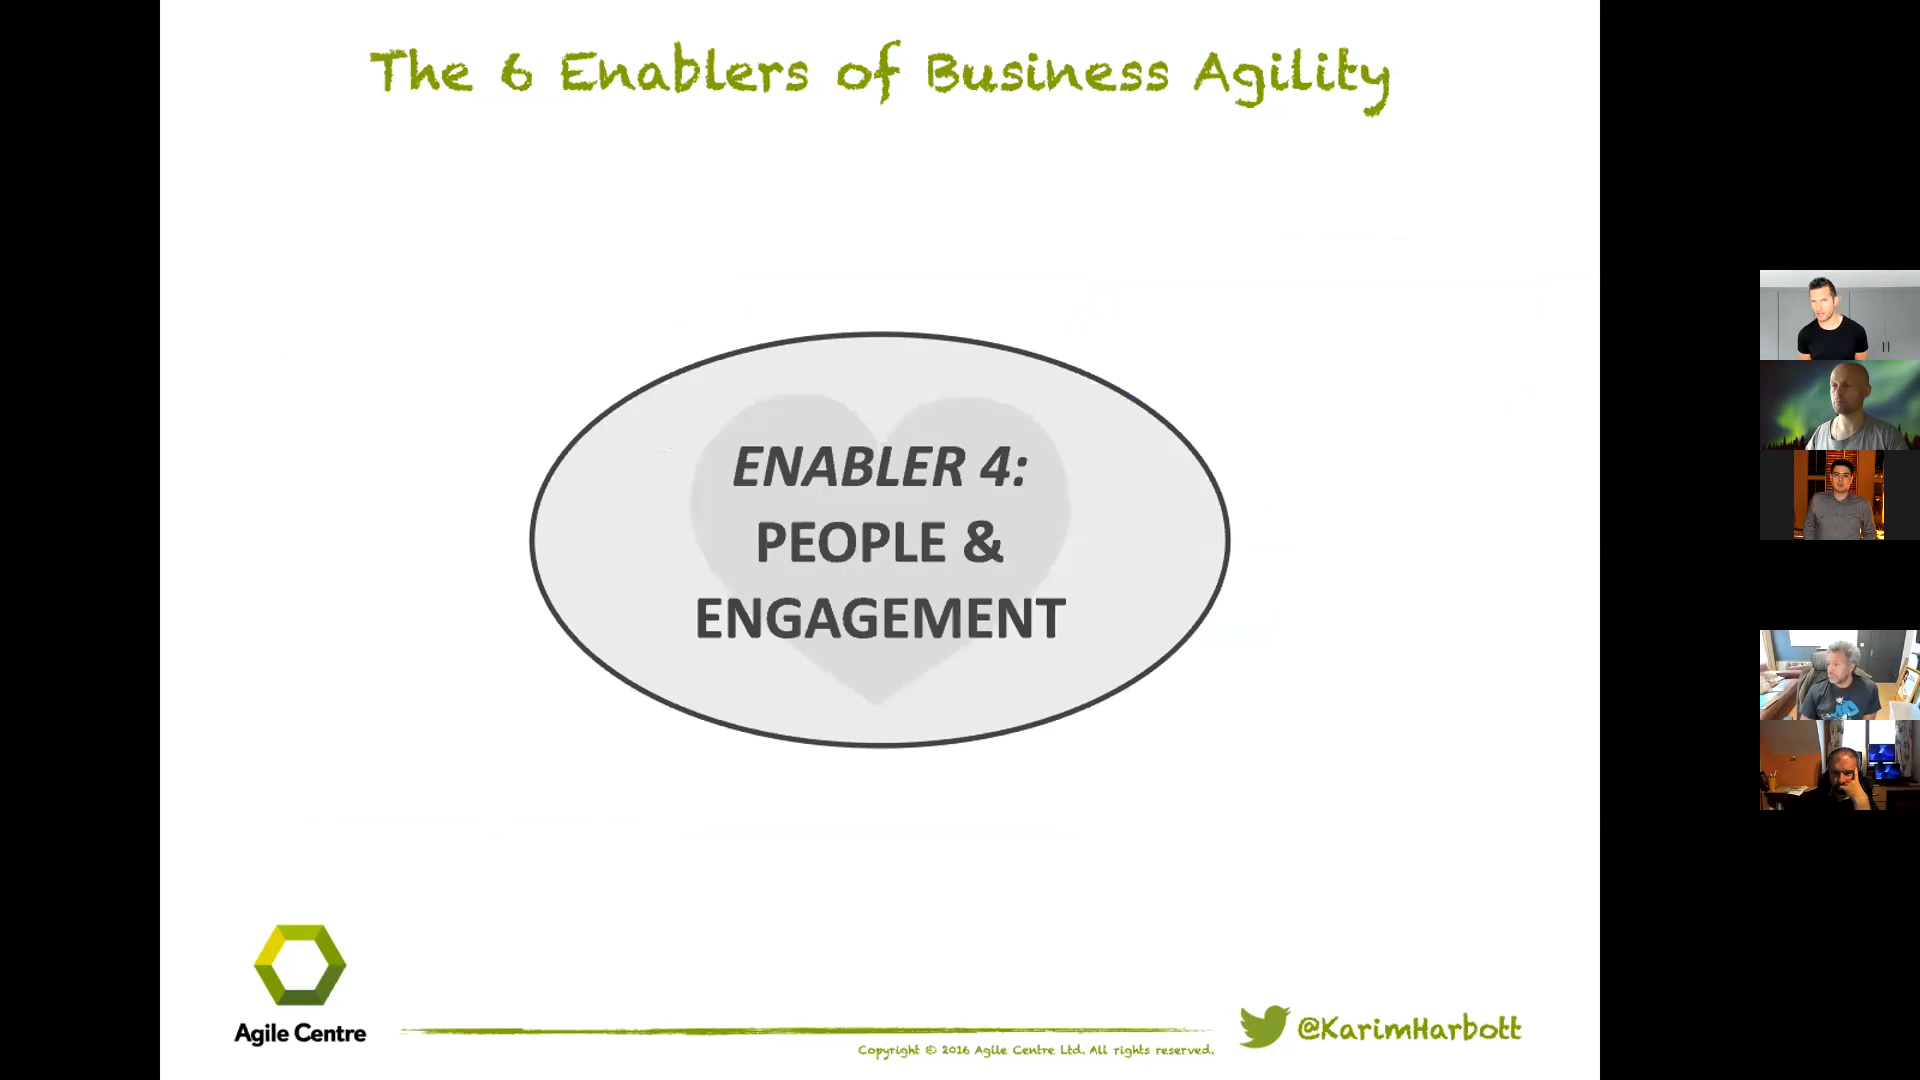 The 6 Enablers of Business Agility
ENABLER 4:
PEOPLE &
ENGAGEMENT
Agile Centre
Copyright © 2016 Agile Centre Ltd. All rights reserved.
@KarimHarbott